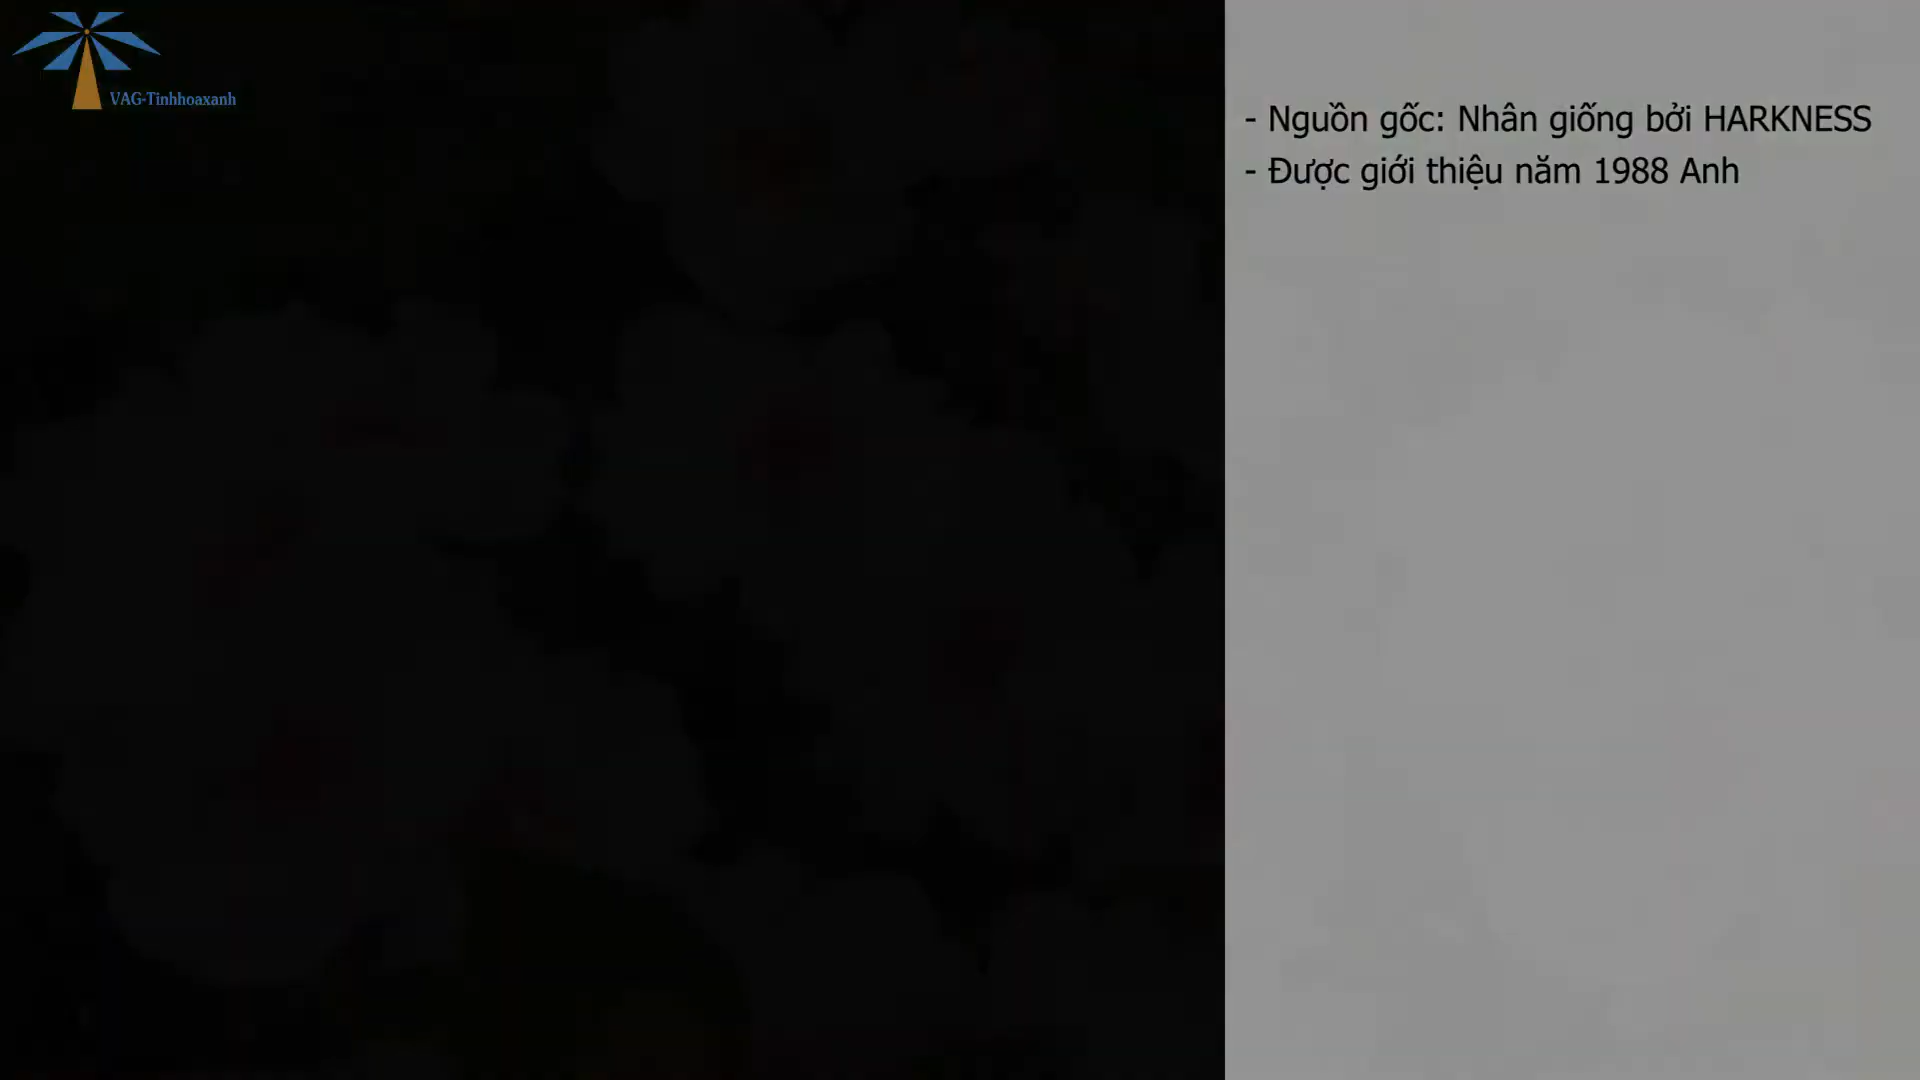 VAG-Tinhhoaxanh
- Nguồn gốc: Nhân giống bởi HARKNESS
- Được giới thiệu năm 1988 Anh